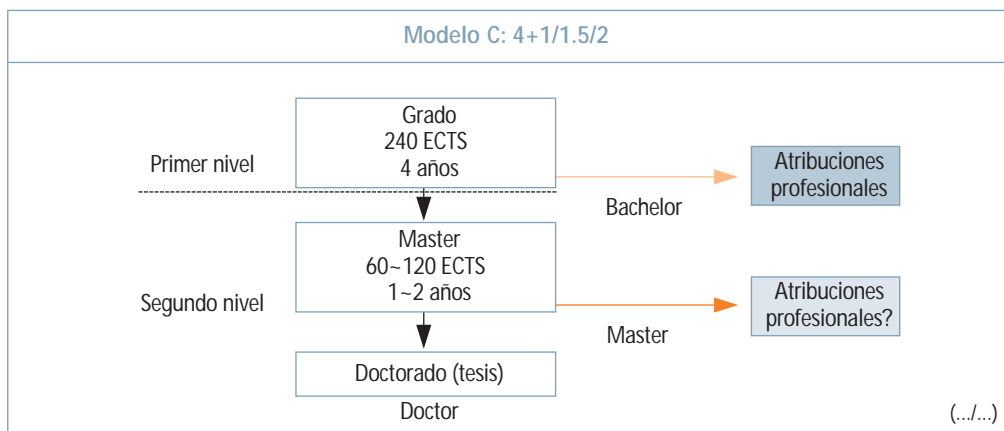 Modelo C: 4+1/1.5/2
Grado
240 ECTS
4 años
Primer nivel
Bachelor
Atribuciones
profesionales
Master
60~120 ECTS
1~2 años
Segundo nivel
Master
Atribuciones
profesionales?
Doctorado (tesis)
Doctor
(.../...)